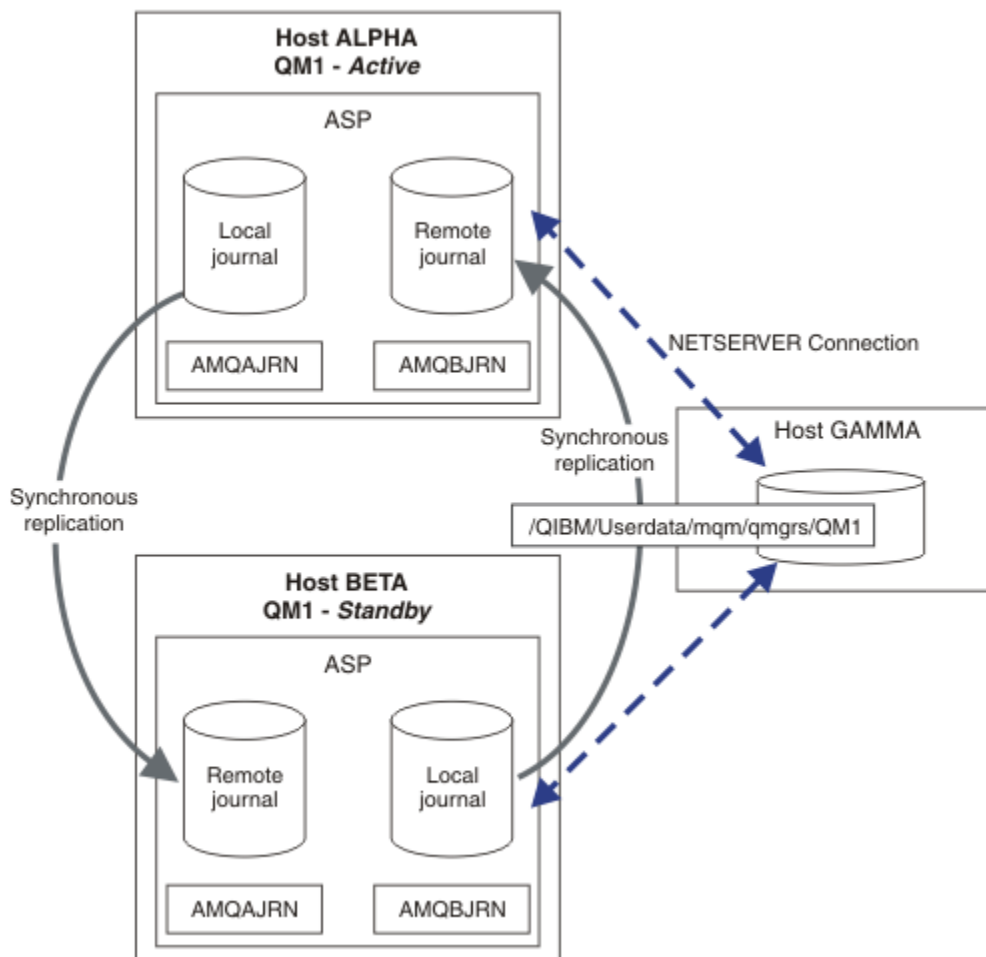 Host ALPHA
QM1 - Active
ASP
Local
journal
Remote
journal
AMQAJRN
AMQBJRN
NETSERVER Connection
Host GAMMA
/QIBM/Userdata/mqm/qmgrs/QM1
Synchronous
replication
Synchronous
replication
Host BETA
QM1 - Standby
ASP
Remote
journal
Local
journal
AMQAJRN
AMQBJRN